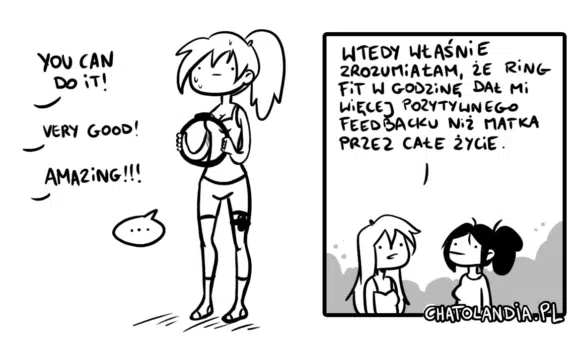 YOU CAN
DO IT!
VERY GOOD!
AMAZING!!!
...
WTEDY WŁAŚNIE
ZROZUMIAŁAM, ŻE RING
FIT W GODZINĘ DAŁ MI
WIĘCEJ POZYTYWNEGO
FEEDBACKU NIŻ MATKA
PRZEZ CAŁE ŻYCIE.
CHATOLANDIA.PL